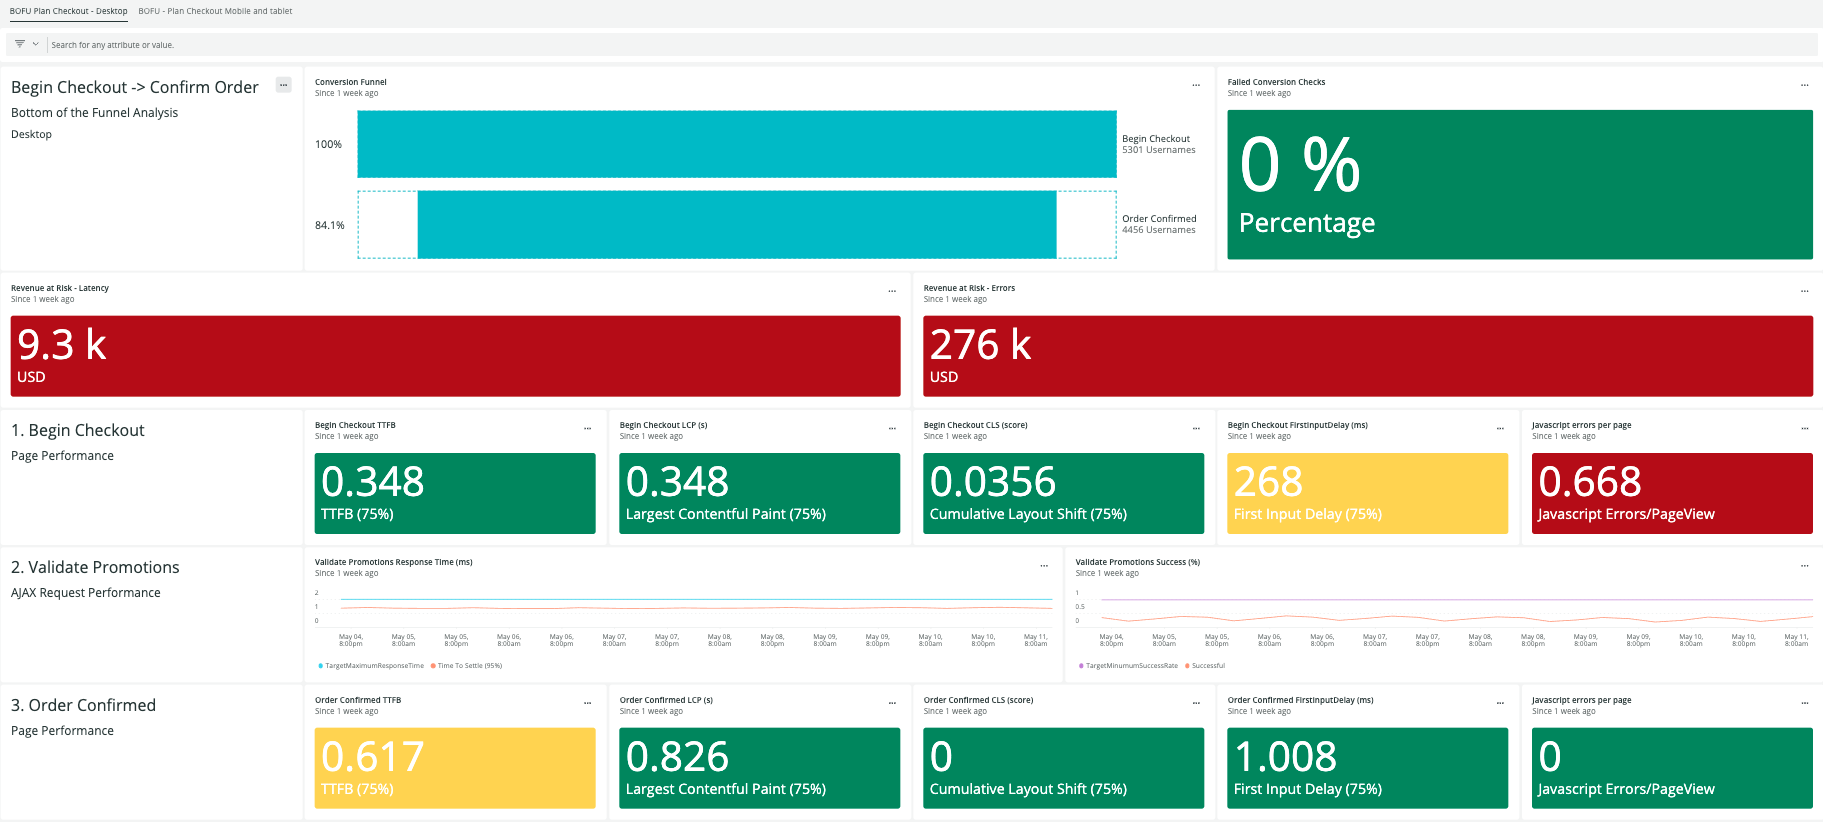 BOFU Plan Checkout - Desktop
BOFU - Plan Checkout Mobile and tablet
Search for any attribute or value.
Begin Checkout -> Confirm Order
...
Bottom of the Funnel Analysis
Desktop
Conversion Funnel
...
Since 1 week ago
100%
Begin Checkout
5301 Usernames
84.1%
Order Confirmed
4456 Usernames
Failed Conversion Checks
...
Since 1 week ago
0 %
Percentage
Revenue at Risk - Latency
...
Since 1 week ago
9.3 k
USD
Revenue at Risk - Errors
...
Since 1 week ago
276 k
USD
1. Begin Checkout
Page Performance
Begin Checkout TTFB
...
Since 1 week ago
0.348
TTFB (75%)
Begin Checkout LCP (s)
...
Since 1 week ago
0.348
Largest Contentful Paint (75%)
Begin Checkout CLS (score)
...
Since 1 week ago
0.0356
Cumulative Layout Shift (75%)
Begin Checkout FirstInputDelay (ms)
...
Since 1 week ago
268
First Input Delay (75%)
Javascript errors per page
...
Since 1 week ago
0.668
Javascript Errors/PageView
2. Validate Promotions
AJAX Request Performance
Validate Promotions Response Time (ms)
...
Since 1 week ago
2
1
0
May 04, 8:00pm
May 05, 8:00am
May 05, 8:00pm
May 06, 8:00am
May 06, 8:00pm
May 07, 8:00am
May 07, 8:00pm
May 08, 8:00am
May 08, 8:00pm
May 09, 8:00am
May 09, 8:00pm
May 10, 8:00am
May 10, 8:00pm
May 11, 8:00am
TargetMaximumResponseTime
Time To Settle (95%)
Validate Promotions Success (%)
...
Since 1 week ago
1
0.5
0
May 04, 8:00pm
May 05, 8:00am
May 05, 8:00pm
May 06, 8:00am
May 06, 8:00pm
May 07, 8:00am
May 07, 8:00pm
May 08, 8:00am
May 08, 8:00pm
May 09, 8:00am
May 09, 8:00pm
May 10, 8:00am
May 10, 8:00pm
May 11, 8:00am
TargetMinumumSuccessRate
Successful
3. Order Confirmed
Page Performance
Order Confirmed TTFB
...
Since 1 week ago
0.617
TTFB (75%)
Order Confirmed LCP (s)
...
Since 1 week ago
0.826
Largest Contentful Paint (75%)
Order Confirmed CLS (score)
...
Since 1 week ago
0
Cumulative Layout Shift (75%)
Order Confirmed FirstInputDelay (ms)
...
Since 1 week ago
1.008
First Input Delay (75%)
Javascript errors per page
...
Since 1 week ago
0
Javascript Errors/PageView